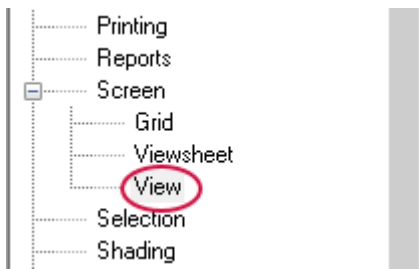 Printing
Reports
Screen
Grid
Viewsheet
View
Selection
Shading